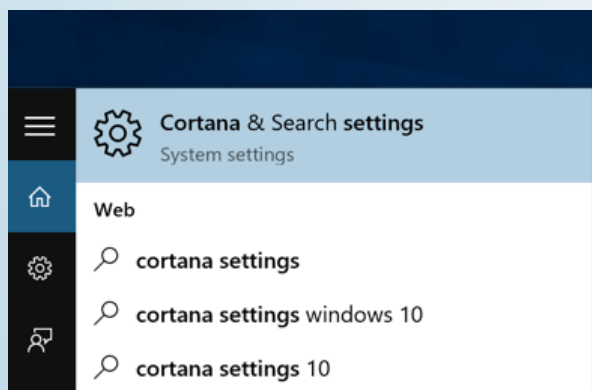 Cortana & Search settings
System settings
Web
cortana settings
cortana settings windows 10
cortana settings 10